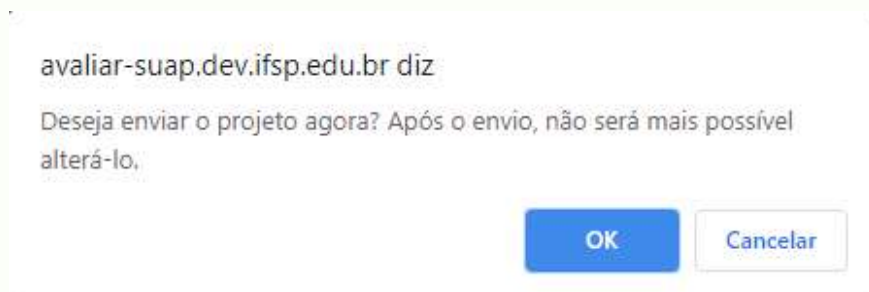 avaliar-suap.dev.ifsp.edu.br diz
Deseja enviar o projeto agora? Após o envio, não será mais possível
alterá-lo.
OK
Cancelar